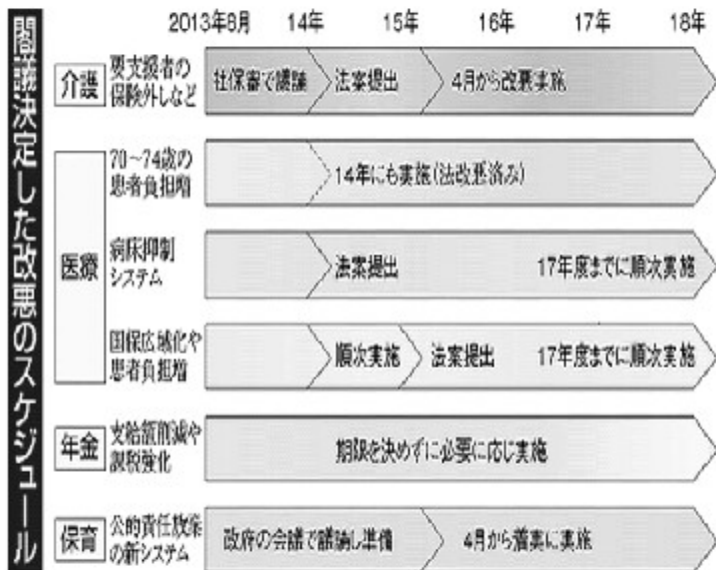 閣議決定した改悪のスケジュール
2013年8月 14年 15年 16年 17年 18年
介護
要支援者の
保険外しなど
社保審で議論 法案提出 4月から改悪実施
医療
70〜74歳の
患者負担増
14年にも実施(法改悪済み)
病床抑制
システム
法案提出 17年度までに順次実施
国保広域化や
患者負担増
順次実施 法案提出 17年度までに順次実施
年金
支給額削減や
課税強化
期限を決めずに必要に応じ実施
保育
公的責任放棄
の新システム
政府の会議で議論し準備 4月から着実に実施